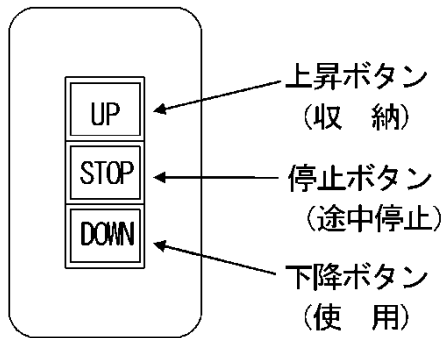 UP
STOP
DOWN
上昇ボタン
（収　納）
停止ボタン
（途中停止）
下降ボタン
（使　用）